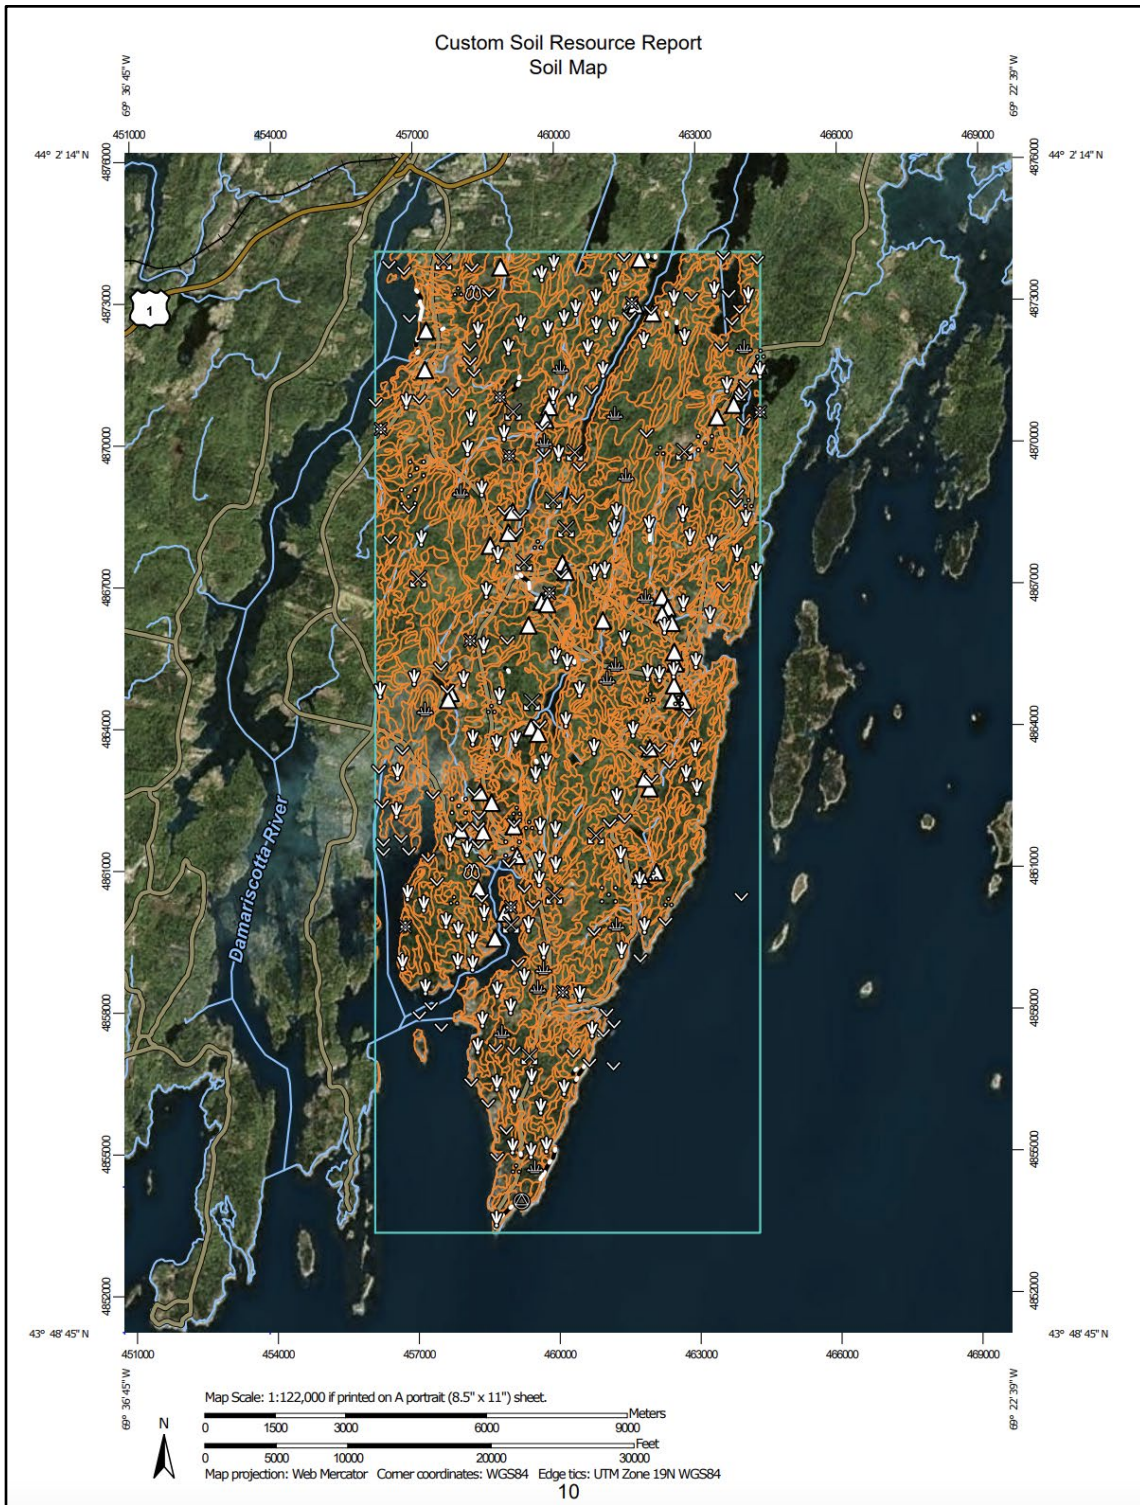 Custom Soil Resource Report
Soil Map
69° 36' 45" W
69° 22' 39" W
451000 454000 457000 460000 463000 466000 469000
44° 2' 14" N
44° 2' 14" N
4876000 4876000
4873000 4873000
1
4870000 4870000
4867000 4867000
4864000 4864000
Damariscotta River
4861000 4861000
4858000 4858000
4855000 4855000
4852000 4852000
43° 48' 45" N
43° 48' 45" N
451000 454000 457000 460000 463000 466000 469000
69° 36' 45" W
69° 22' 39" W
Map Scale: 1:122,000 if printed on A portrait (8.5" x 11") sheet.
N
Meters
0 1500 3000 6000 9000
Feet
0 5000 10000 20000 30000
Map projection: Web Mercator Corner coordinates: WGS84 Edge tics: UTM Zone 19N WGS84
10